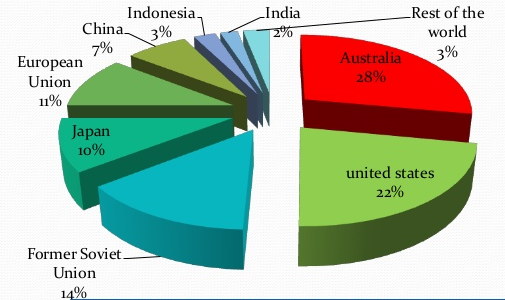 Indonesia
3%
India
2%
Rest of the
world
3%
China
7%
Australia
28%
European
Union
11%
Japan
10%
united states
22%
Former Soviet
Union
14%